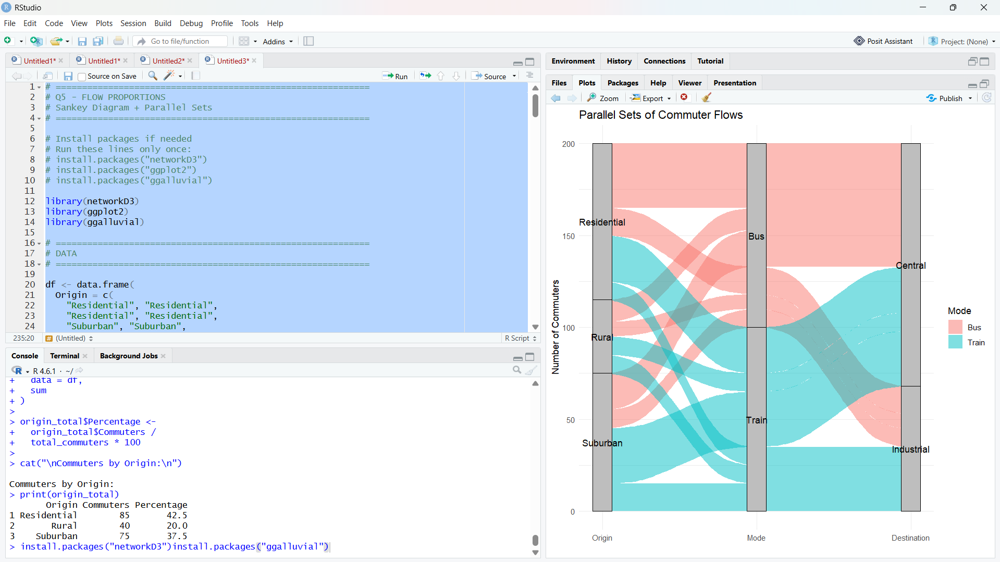 RStudio
File Edit Code View Plots Session Build Debug Profile Tools Help
Go to file/function Addins Posit Assistant Project: (None)
Untitled1* Untitled1* Untitled2* Untitled3*
Source on Save Run Source
1 # ==========================================================
2 # Q5 - FLOW PROPORTIONS
3 # Sankey Diagram + Parallel Sets
4 # ==========================================================
5
6 # Install packages if needed
7 # Run these lines only once:
8 # install.packages("networkD3")
9 # install.packages("ggplot2")
10 # install.packages("ggalluvial")
11
12 library(networkD3)
13 library(ggplot2)
14 library(ggalluvial)
15
16 # ==========================================================
17 # DATA
18 # ==========================================================
19
20 df <- data.frame(
21 Origin = c(
22 "Residential", "Residential",
23 "Residential", "Residential",
24 "Suburban", "Suburban",
235:20 # (Untitled) R Script
Console Terminal Background Jobs
R R 4.6.1 · ~/
+ data = df,
+ sum
+ )
>
> origin_total$Percentage <-
+ origin_total$Commuters /
+ total_commuters * 100
>
> cat("\nCommuters by Origin:\n")
Commuters by Origin:
> print(origin_total)
Origin Commuters Percentage
1 Residential 85 42.5
2 Rural 40 20.0
3 Suburban 75 37.5
> install.packages("networkD3")install.packages("ggalluvial")
Environment History Connections Tutorial
Files Plots Packages Help Viewer Presentation
Zoom Export Publish
Parallel Sets of Commuter Flows
200
150
100
50
0
Number of Commuters
Residential
Rural
Suburban
Bus
Train
Central
Industrial
Origin Mode Destination
Mode
Bus
Train